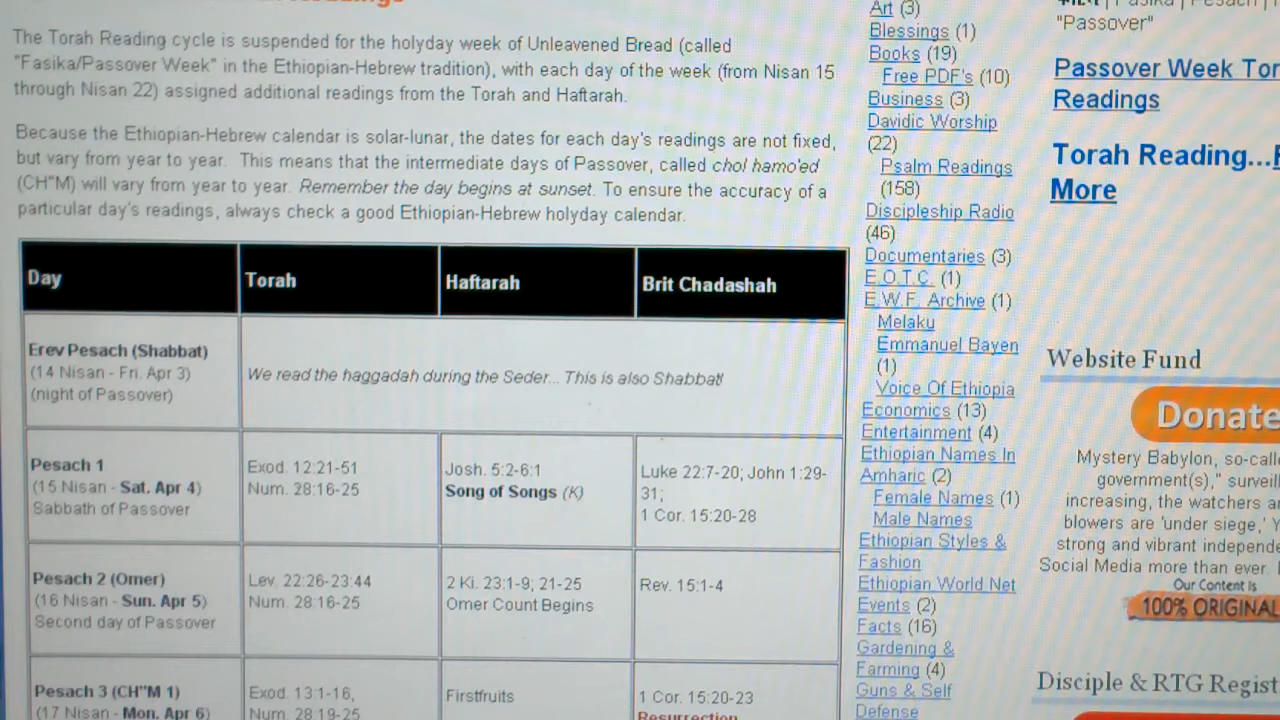 The Torah Reading cycle is suspended for the holyday week of Unleavened Bread (called
"Fasika/Passover Week" in the Ethiopian-Hebrew tradition), with each day of the week (from Nisan 15
through Nisan 22) assigned additional readings from the Torah and Haftarah.
Because the Ethiopian-Hebrew calendar is solar-lunar, the dates for each day's readings are not fixed,
but vary from year to year. This means that the intermediate days of Passover, called chol hamo'ed
(CH"M) will vary from year to year. Remember the day begins at sunset. To ensure the accuracy of a
particular day's readings, always check a good Ethiopian-Hebrew holyday calendar.
Day
Torah
Haftarah
Brit Chadashah
Erev Pesach (Shabbat)
(14 Nisan - Fri. Apr 3)
(night of Passover)
We read the haggadah during the Seder... This is also Shabbat!
Pesach 1
(15 Nisan - Sat. Apr 4)
Sabbath of Passover
Exod. 12:21-51
Num. 28:16-25
Josh. 5:2-6:1
Song of Songs (K)
Luke 22:7-20; John 1:29-
31;
1 Cor. 15:20-28
Pesach 2 (Omer)
(16 Nisan - Sun. Apr 5)
Second day of Passover
Lev. 22:26-23:44
Num. 28:16-25
2 Ki. 23:1-9; 21-25
Omer Count Begins
Rev. 15:1-4
Pesach 3 (CH"M 1)
(17 Nisan - Mon. Apr 6)
Exod. 13:1-16,
Num. 28:19-25
Firstfruits
1 Cor. 15:20-23
Resurrection
Art (3)
Blessings (1)
Books (19)
Free PDF's (10)
Business (3)
Davidic Worship
(22)
Psalm Readings
(158)
Discipleship Radio
(46)
Documentaries (3)
E.O.T.C. (1)
E.W.F. Archive (1)
Melaku
Emmanuel Bayen
(1)
Voice Of Ethiopia
Economics (13)
Entertainment (4)
Ethiopian Names In
Amharic (2)
Female Names (1)
Male Names
Ethiopian Styles &
Fashion
Ethiopian World Net
Events (2)
Facts (16)
Gardening &
Farming (4)
Guns & Self
Defense
"Passover"
Passover Week Tor
Readings
Torah Reading...
More
Website Fund
Donate
Mystery Babylon, so-calle
government(s)," surveill
increasing, the watchers a
blowers are 'under siege,' Y
strong and vibrant independe
Social Media more than ever.
Our Content Is
100% ORIGINAL
Disciple & RTG Regist